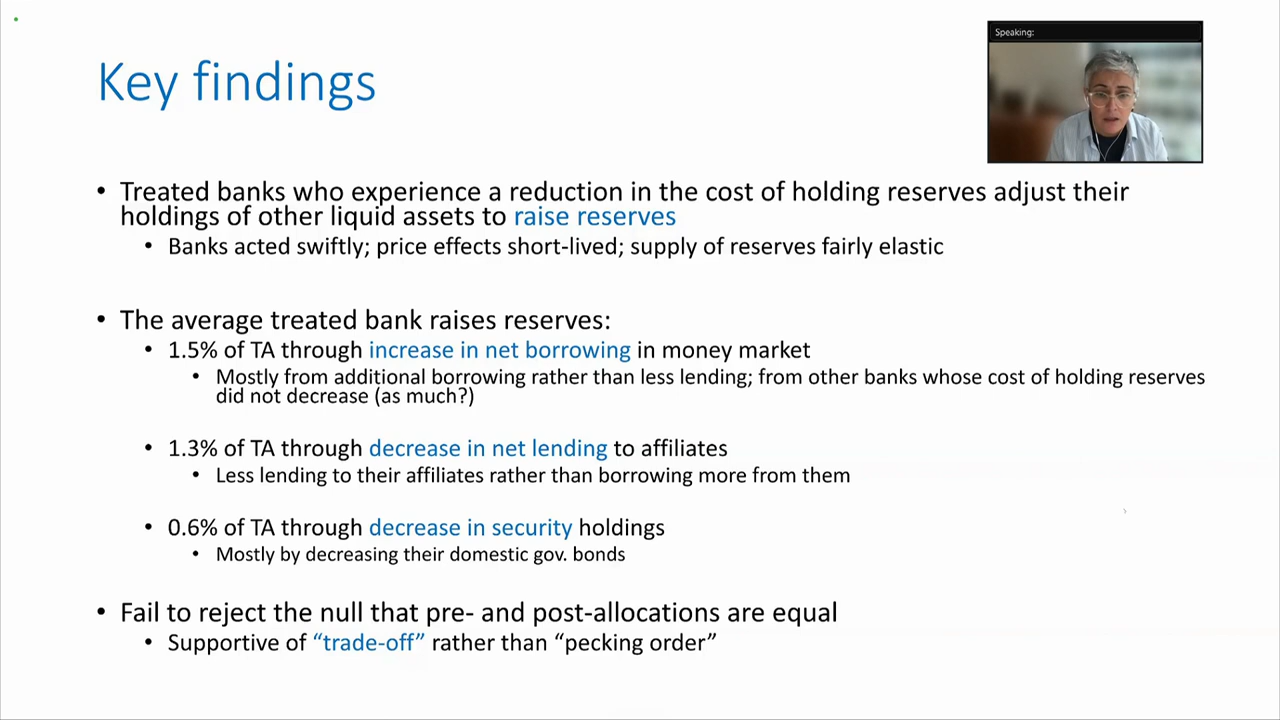 Speaking:
Key findings
• Treated banks who experience a reduction in the cost of holding reserves adjust their
holdings of other liquid assets to raise reserves
• Banks acted swiftly; price effects short-lived; supply of reserves fairly elastic
• The average treated bank raises reserves:
• 1.5% of TA through increase in net borrowing in money market
• Mostly from additional borrowing rather than less lending; from other banks whose cost of holding reserves
did not decrease (as much?)
• 1.3% of TA through decrease in net lending to affiliates
• Less lending to their affiliates rather than borrowing more from them
• 0.6% of TA through decrease in security holdings
• Mostly by decreasing their domestic gov. bonds
• Fail to reject the null that pre- and post-allocations are equal
• Supportive of “trade-off” rather than “pecking order”